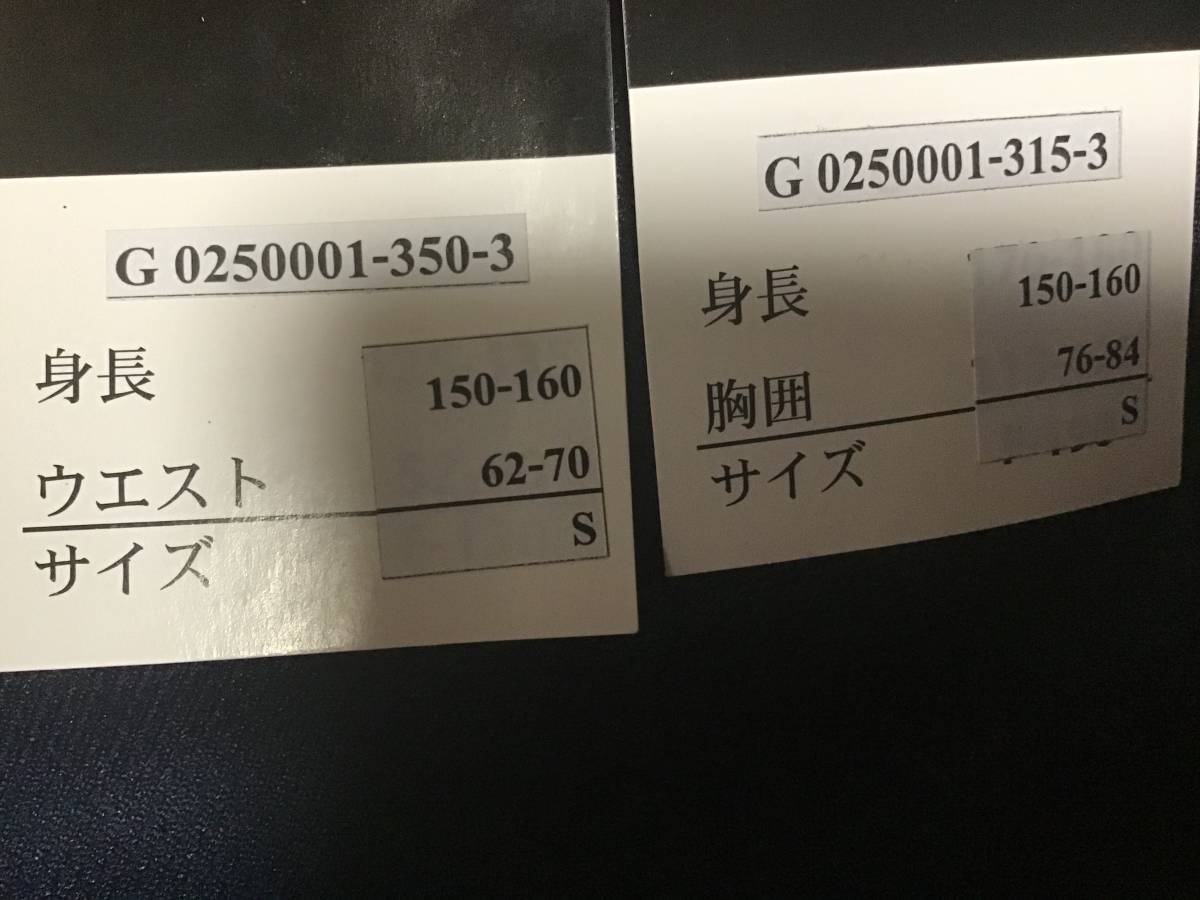 G 0250001-350-3
身長 150-160
ウエスト 62-70
サイズ S
G 0250001-315-3
身長 150-160
胸囲 76-84
サイズ S